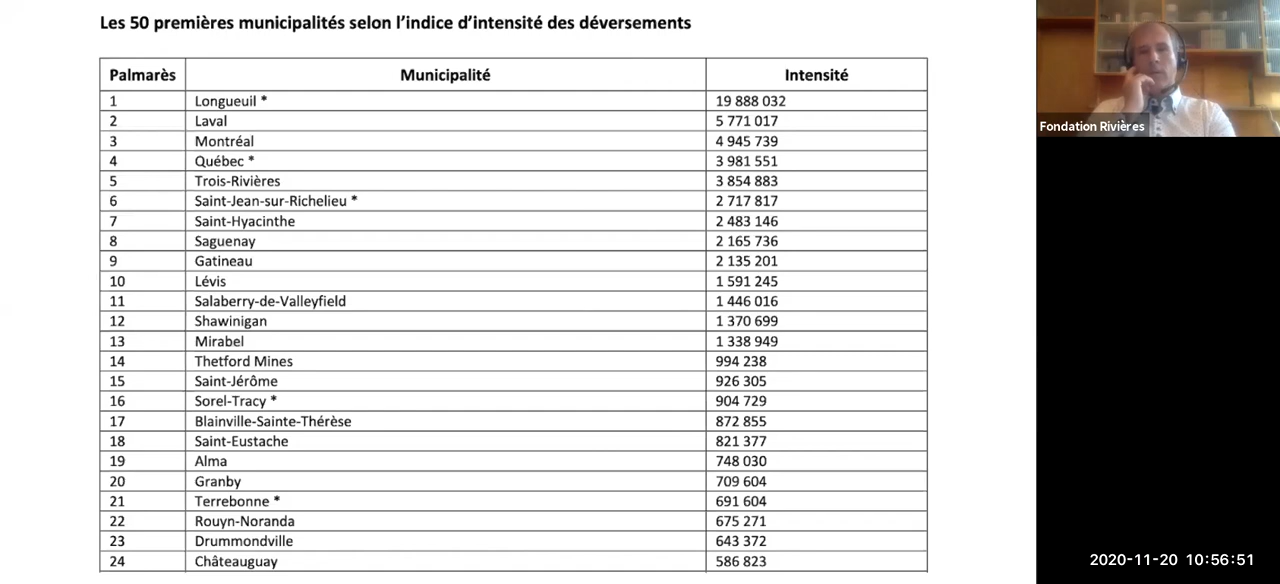 Les 50 premières municipalités selon l’indice d’intensité des déversements
Palmarès Municipalité Intensité
1 Longueuil * 19 888 032
2 Laval 5 771 017
3 Montréal 4 945 739
4 Québec * 3 981 551
5 Trois-Rivières 3 854 883
6 Saint-Jean-sur-Richelieu * 2 717 817
7 Saint-Hyacinthe 2 483 146
8 Saguenay 2 165 736
9 Gatineau 2 135 201
10 Lévis 1 591 245
11 Salaberry-de-Valleyfield 1 446 016
12 Shawinigan 1 370 699
13 Mirabel 1 338 949
14 Thetford Mines 994 238
15 Saint-Jérôme 926 305
16 Sorel-Tracy * 904 729
17 Blainville-Sainte-Thérèse 872 855
18 Saint-Eustache 821 377
19 Alma 748 030
20 Granby 709 604
21 Terrebonne * 691 604
22 Rouyn-Noranda 675 271
23 Drummondville 643 372
24 Châteauguay 586 823
Fondation Rivières
2020-11-20 10:56:51